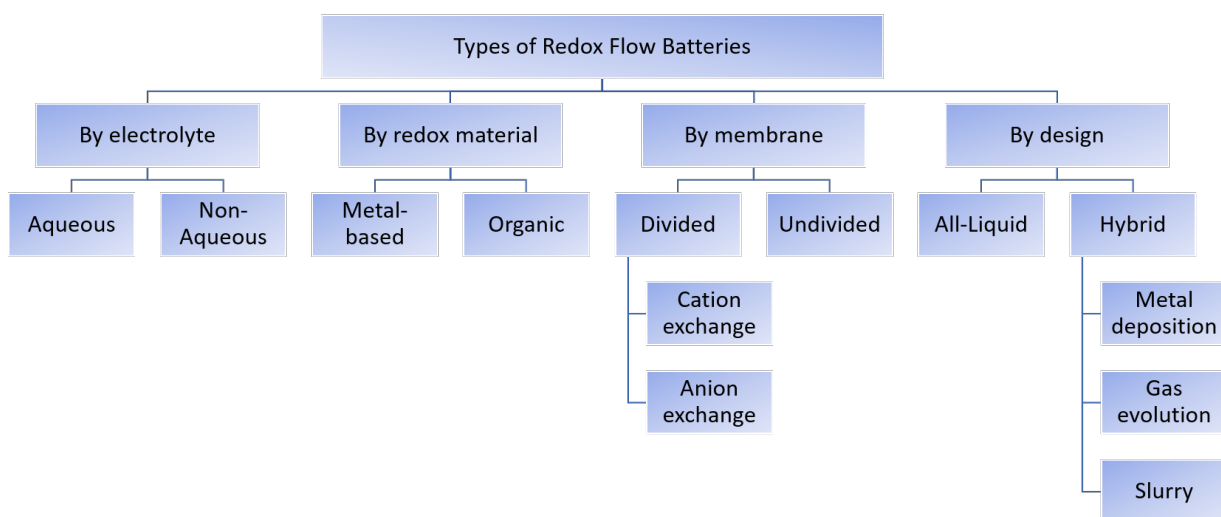 Types of Redox Flow Batteries
By electrolyte
By redox material
By membrane
By design
Aqueous
Non-
Aqueous
Metal-
based
Organic
Divided
Undivided
All-Liquid
Hybrid
Cation
exchange
Metal
deposition
Anion
exchange
Gas
evolution
Slurry